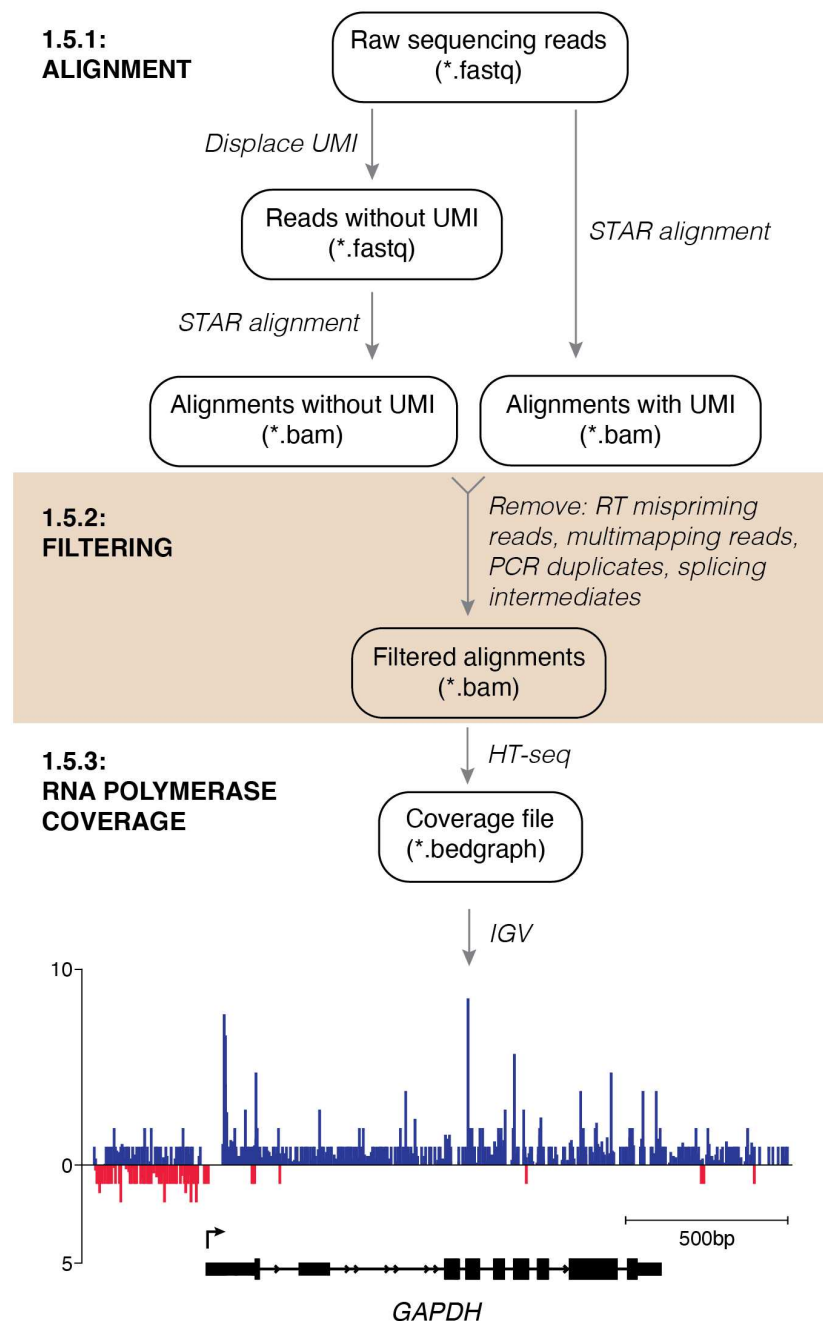 1.5.1:
ALIGNMENT
Raw sequencing reads
(*.fastq)
Displace UMI
Reads without UMI
(*.fastq)
STAR alignment
STAR alignment
Alignments without UMI
(*.bam)
Alignments with UMI
(*.bam)
1.5.2:
FILTERING
Remove: RT mispriming
reads, multimapping reads,
PCR duplicates, splicing
intermediates
Filtered alignments
(*.bam)
1.5.3:
RNA POLYMERASE
COVERAGE
HT-seq
Coverage file
(*.bedgraph)
IGV
10
0
5
500bp
GAPDH